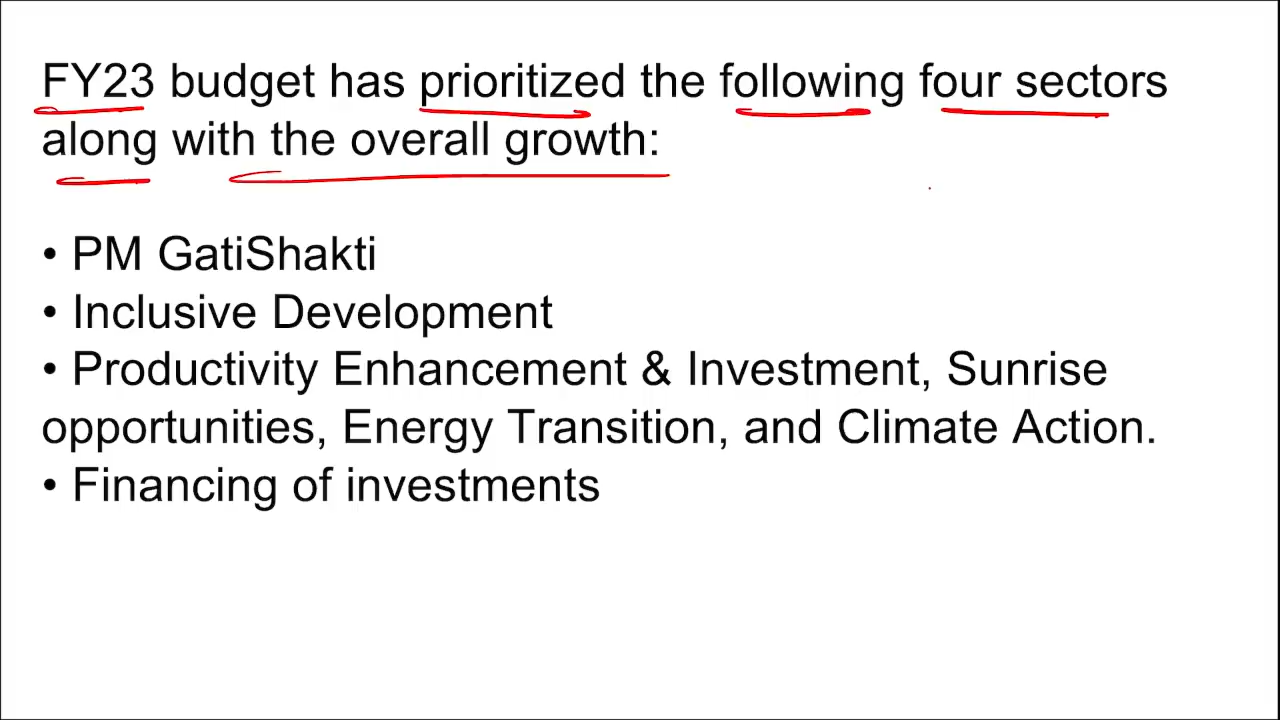 FY23 budget has prioritized the following four sectors
along with the overall growth:
• PM GatiShakti
• Inclusive Development
• Productivity Enhancement & Investment, Sunrise
opportunities, Energy Transition, and Climate Action.
• Financing of investments